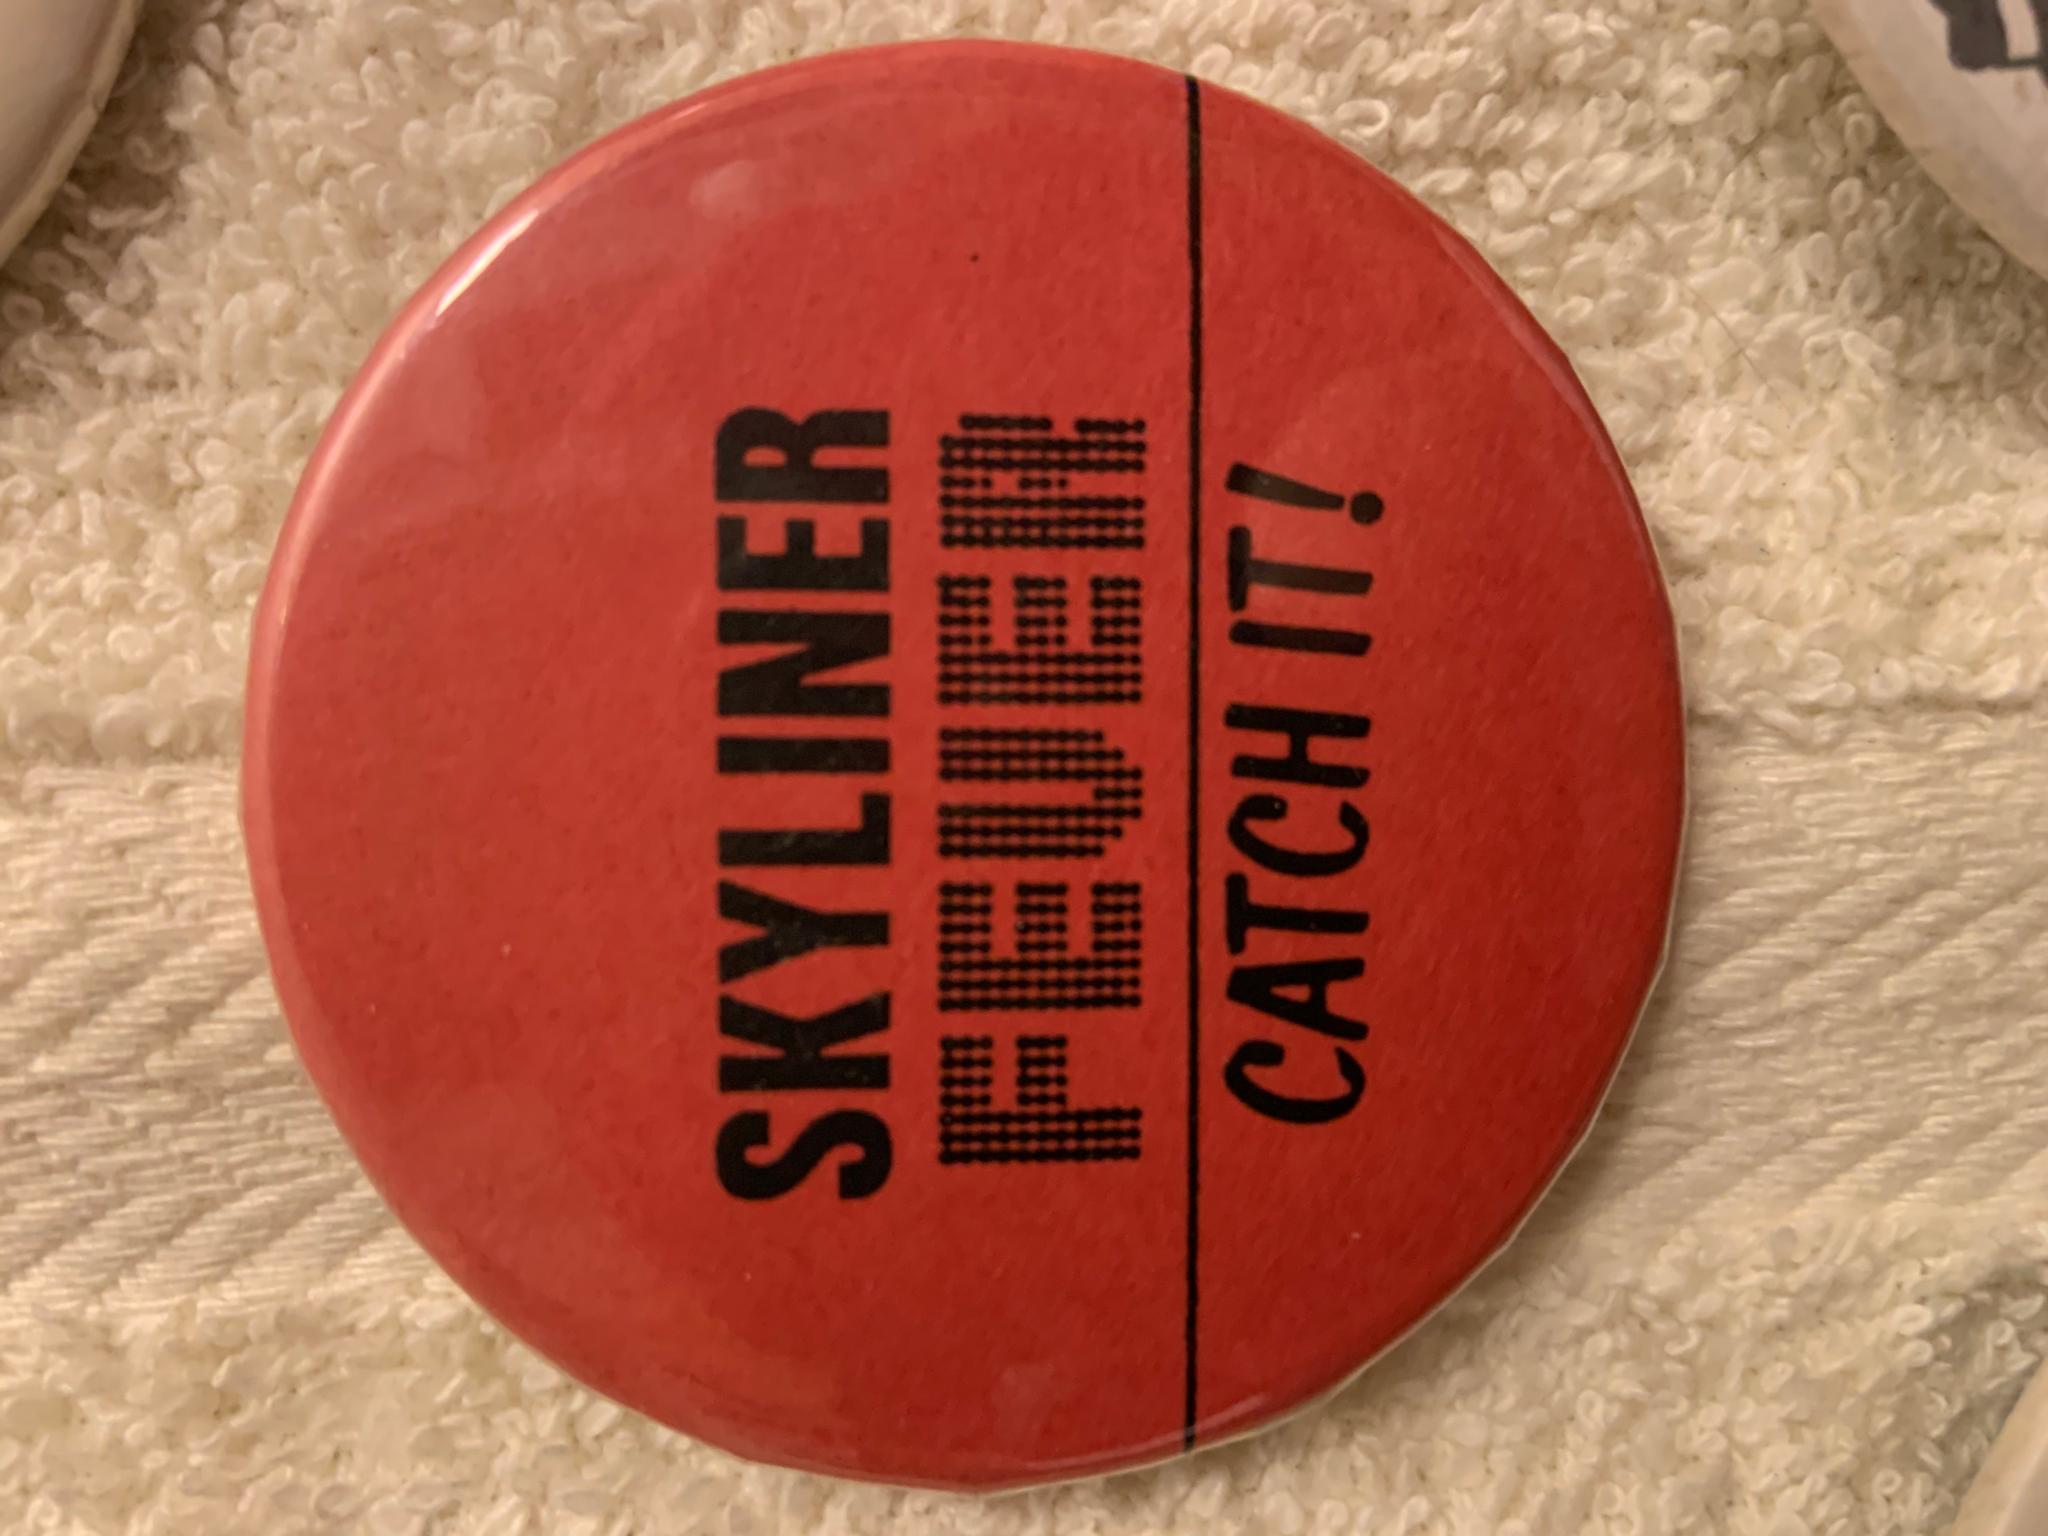 SKYLINER
FEVER
CATCH IT!